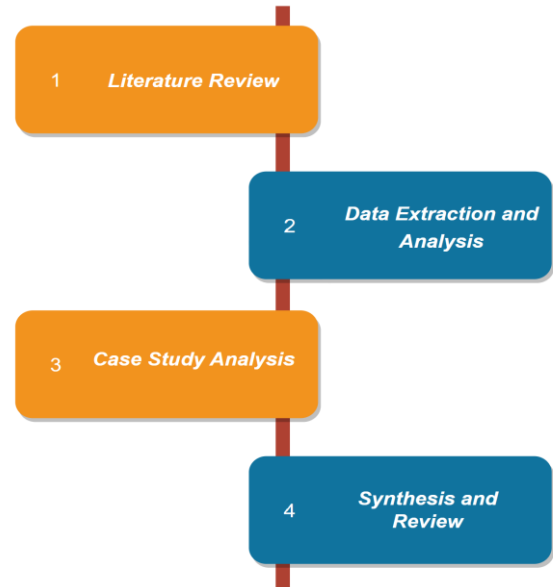 1 Literature Review
2 Data Extraction and
Analysis
3 Case Study Analysis
4 Synthesis and
Review